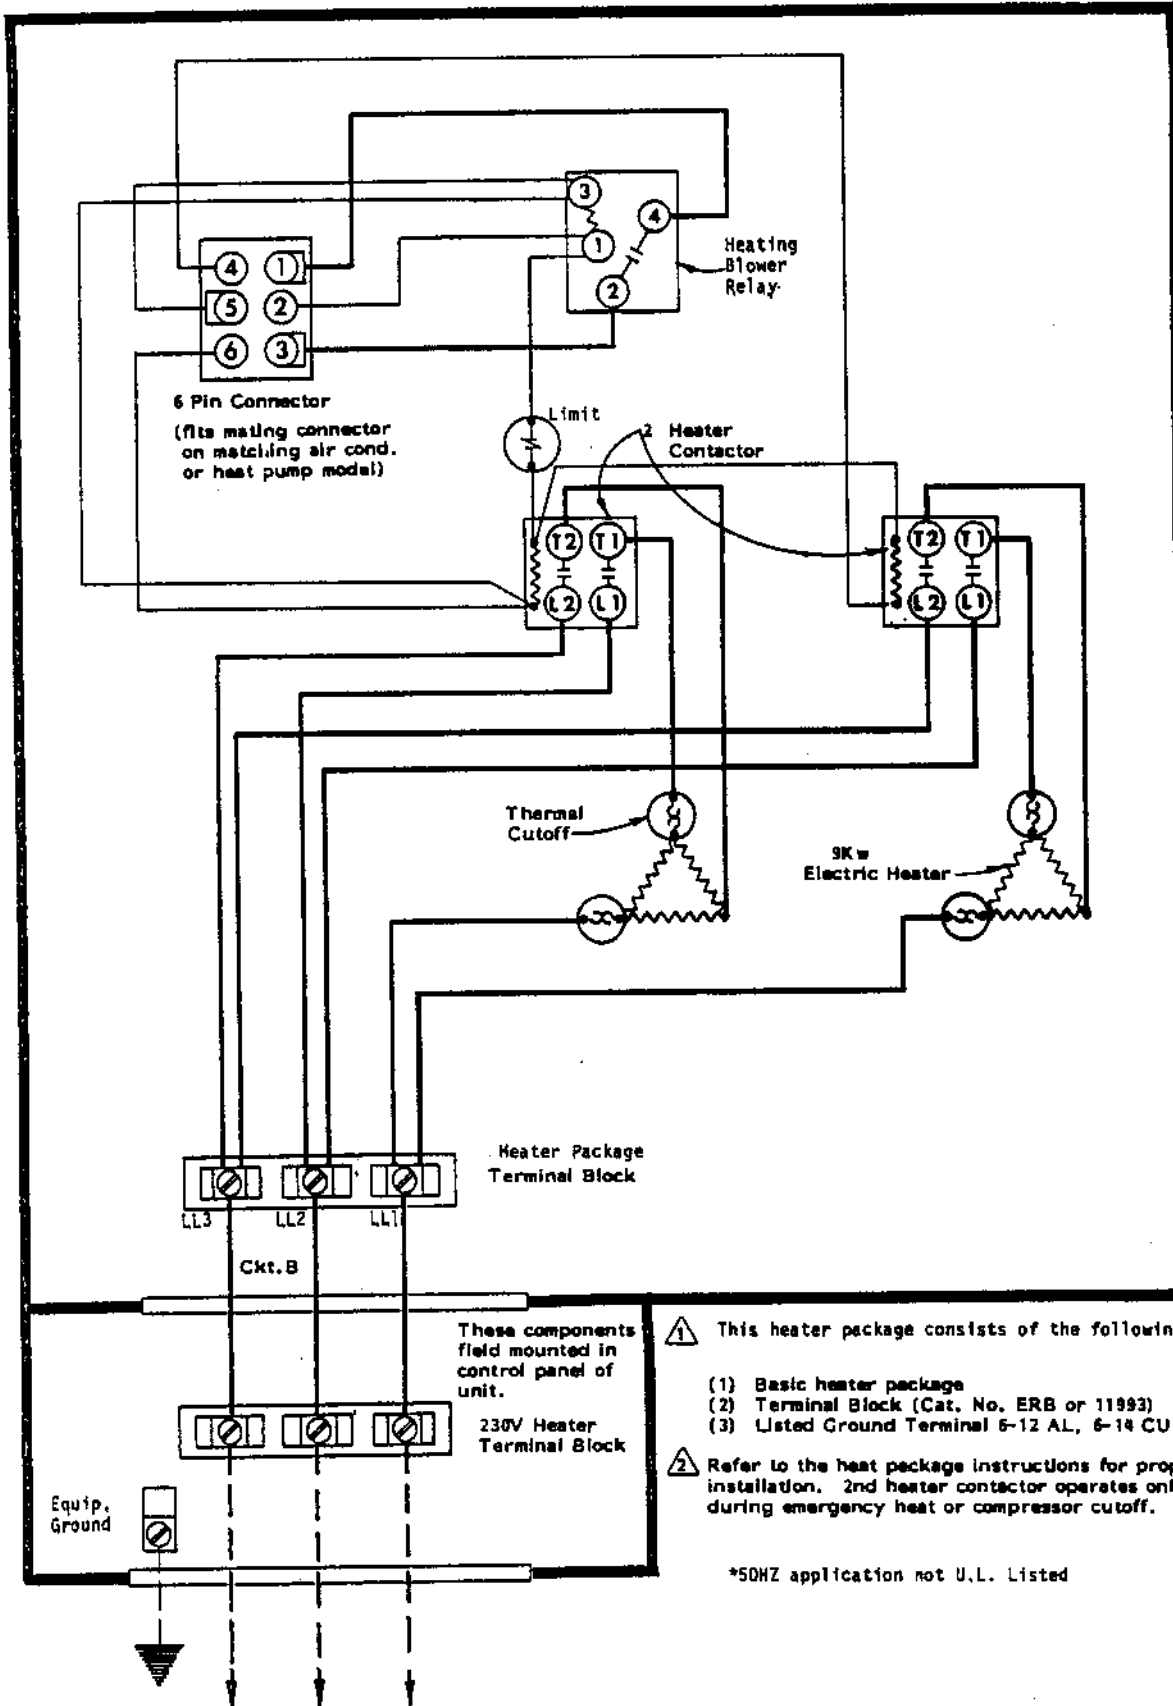 3
4
1
2
Heating
Blower
Relay
4 1
5 2
6 3
6 Pin Connector
(fits mating connector
on matching air cond.
or heat pump model)
Limit
2 Heater
Contactor
T2 T1
L2 L1
T2 T1
L2 L1
Thermal
Cutoff
9Kw
Electric Heater
Heater Package
Terminal Block
LL3 LL2 LL1
Ckt.B
These components
field mounted in
control panel of
unit.
230V Heater
Terminal Block
Equip.
Ground
1 This heater package consists of the followin
(1) Basic heater package
(2) Terminal Block (Cat. No. ERB or 11993)
(3) Listed Ground Terminal 6-12 AL, 6-14 CU
2 Refer to the heat package instructions for prop
installation. 2nd heater contactor operates onl
during emergency heat or compressor cutoff.
*50HZ application not U.L. Listed